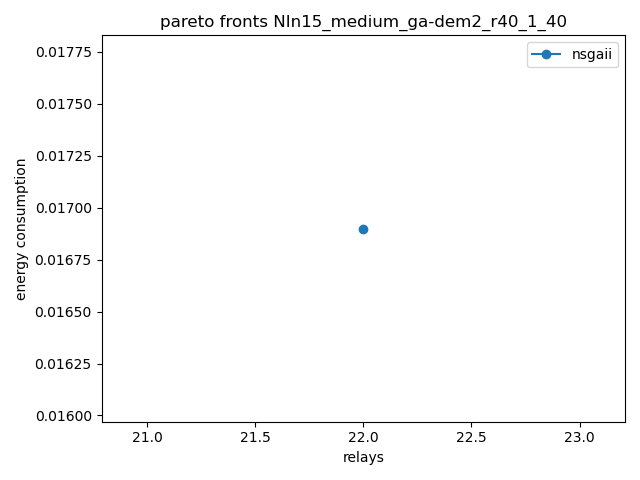 pareto fronts NIn15_medium_ga-dem2_r40_1_40
nsgaii
energy consumption
0.01775
0.01750
0.01725
0.01700
0.01675
0.01650
0.01625
0.01600
21.0 21.5 22.0 22.5 23.0
relays